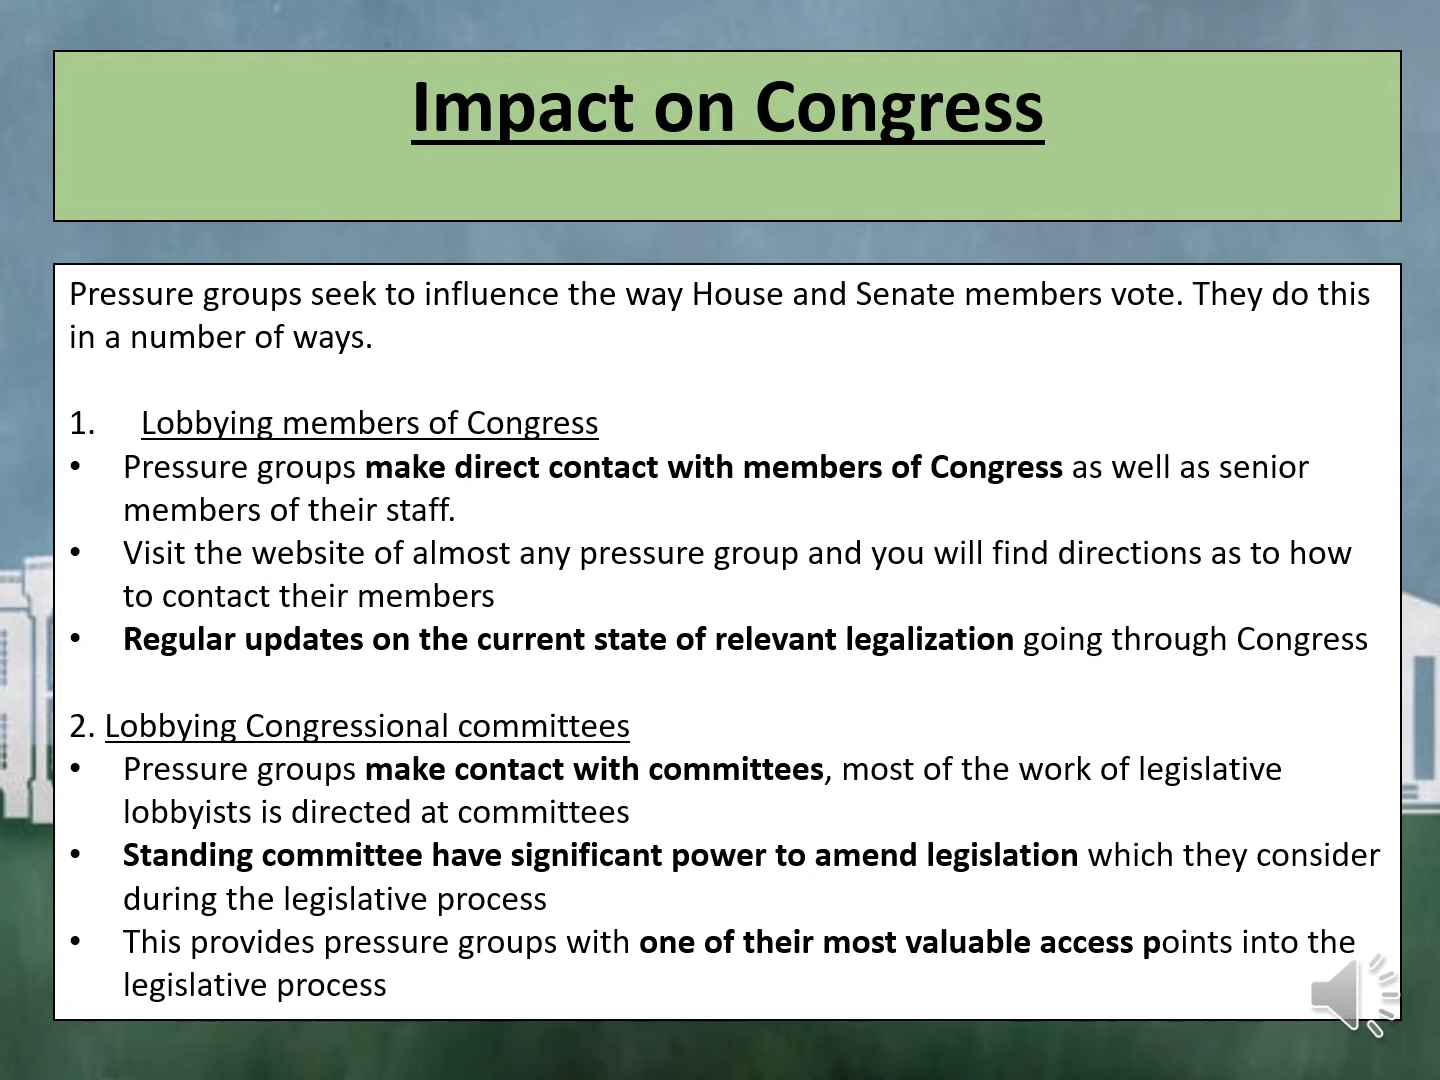 Impact on Congress
Pressure groups seek to influence the way House and Senate members vote. They do this
in a number of ways.
1. Lobbying members of Congress
• Pressure groups make direct contact with members of Congress as well as senior
members of their staff.
• Visit the website of almost any pressure group and you will find directions as to how
to contact their members
• Regular updates on the current state of relevant legalization going through Congress
2. Lobbying Congressional committees
• Pressure groups make contact with committees, most of the work of legislative
lobbyists is directed at committees
• Standing committee have significant power to amend legislation which they consider
during the legislative process
• This provides pressure groups with one of their most valuable access points into the
legislative process